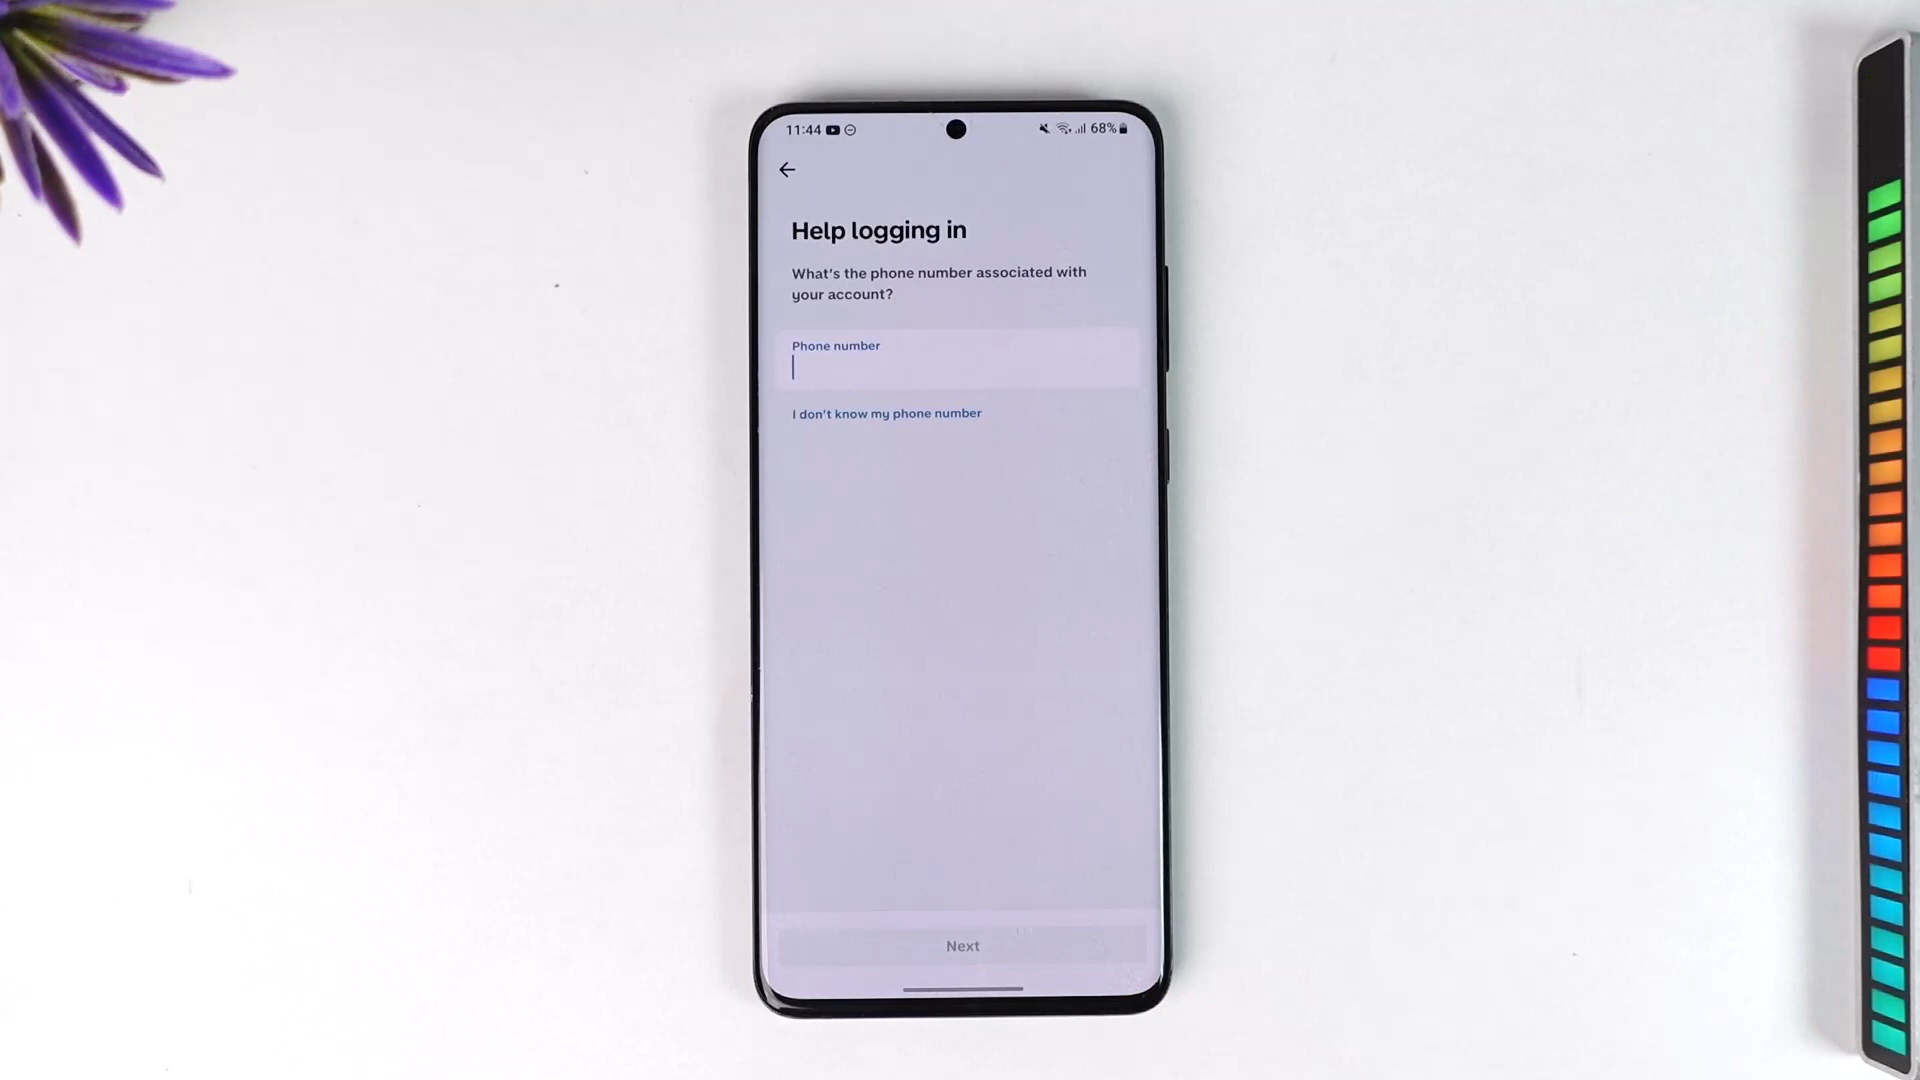 11:44 68%
Help logging in
What's the phone number associated with
your account?
Phone number
I don't know my phone number
Next